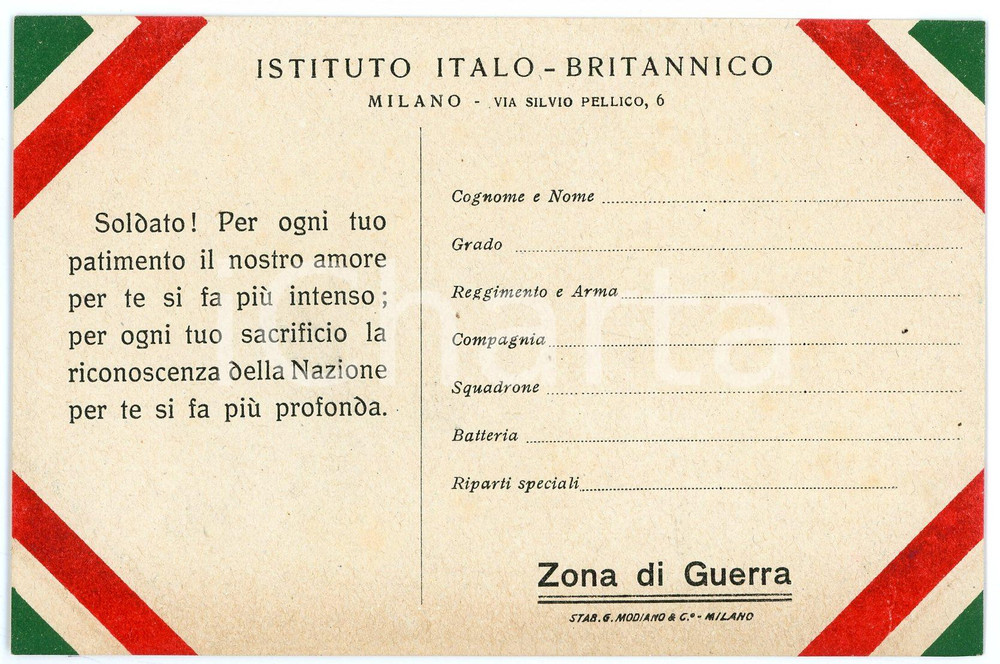 ISTITUTO ITALO-BRITANNICO
MILANO - VIA SILVIO PELLICO, 6
Soldato! Per ogni tuo
patimento il nostro amore
per te si fa più intenso;
per ogni tuo sacrificio la
riconoscenza della Nazione
per te si fa più profonda.
Cognome e Nome
Grado
Reggimento e Arma
Compagnia
Squadrone
Batteria
Riparti speciali
Zona di Guerra
STAB. G. MODIANO & C.° - MILANO
iCharta